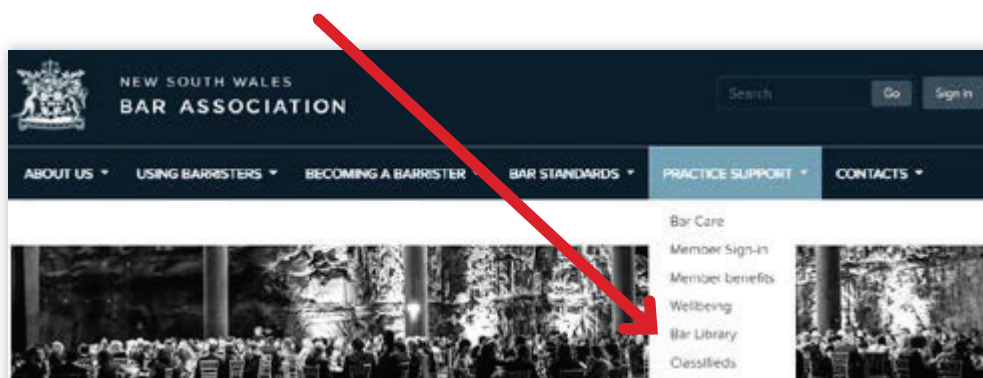 NEW SOUTH WALES
BAR ASSOCIATION
Search
Go
Sign in
ABOUT US
USING BARRISTERS
BECOMING A BARRISTER
BAR STANDARDS
PRACTICE SUPPORT
CONTACTS
Bar Care
Member Sign-in
Member benefits
Wellbeing
Bar Library
Classifieds